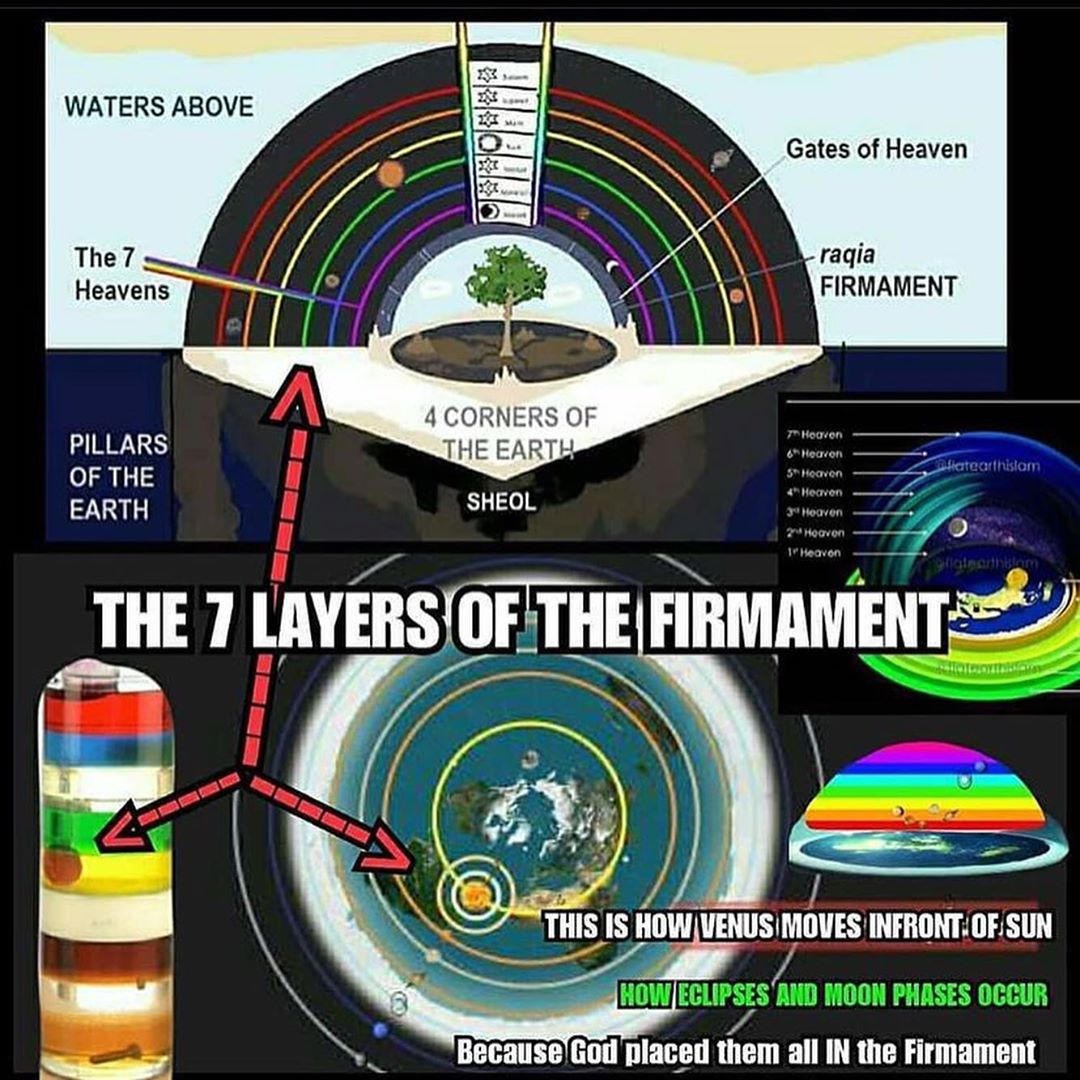 WATERS ABOVE
Gates of Heaven
The 7
Heavens
raqia
FIRMAMENT
PILLARS
OF THE
EARTH
4 CORNERS OF
THE EARTH
SHEOL
7th Heaven
6th Heaven
5th Heaven
4th Heaven
3rd Heaven
2nd Heaven
1st Heaven
@flatearthislam
@flatearthislam
@flatearthislam
THE 7 LAYERS OF THE FIRMAMENT
THIS IS HOW VENUS MOVES INFRONT OF SUN
HOW ECLIPSES AND MOON PHASES OCCUR
Because God placed them all IN the Firmament